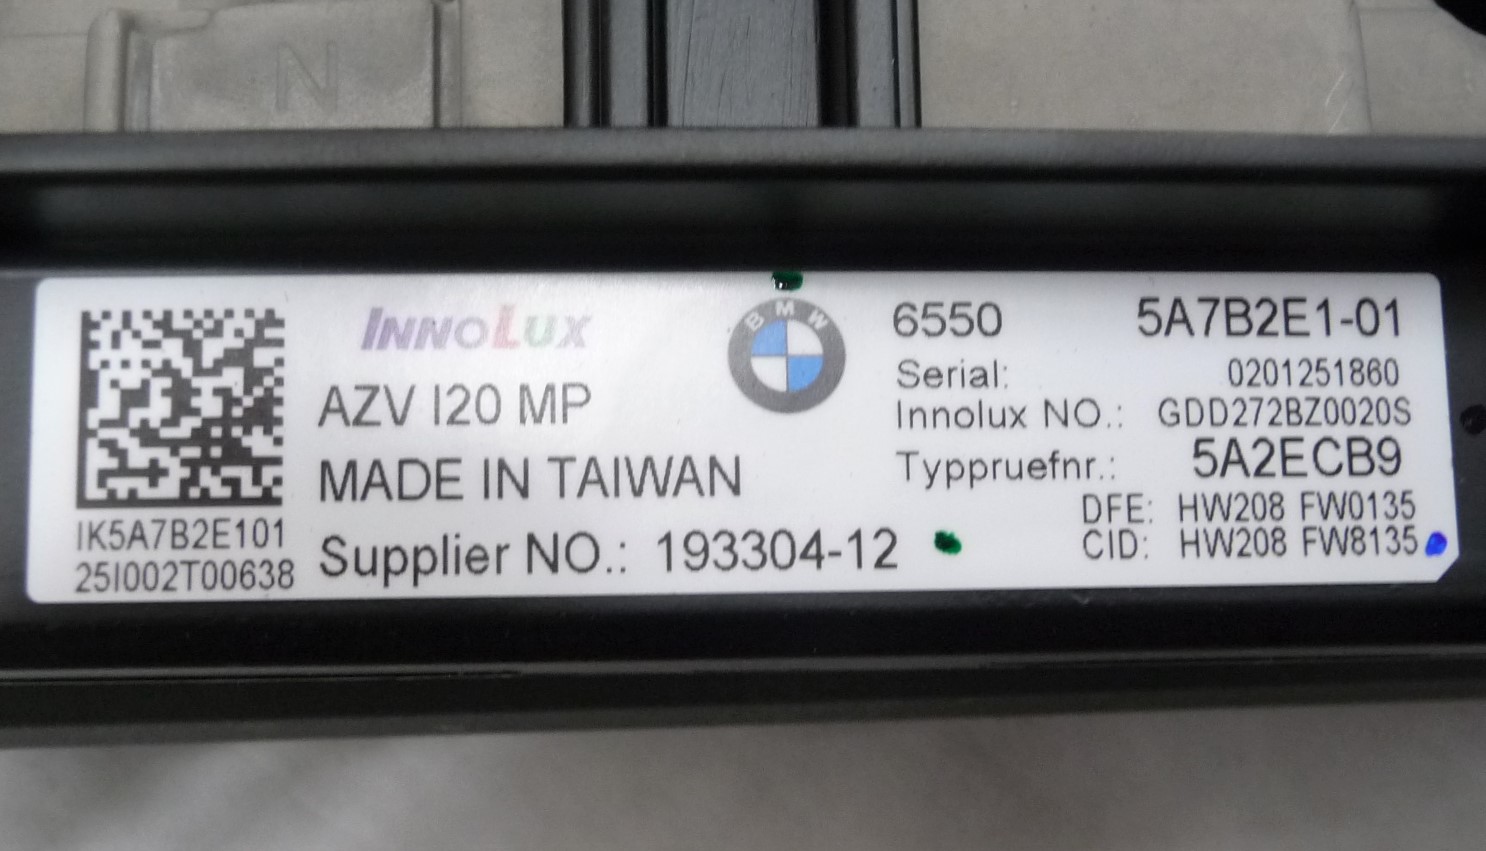 N
IK5A7B2E101
25I002T00638
INNOLUX
AZV I20 MP
MADE IN TAIWAN
Supplier NO.: 193304-12
BMW
6550 5A7B2E1-01
Serial: 0201251860
Innolux NO.: GDD272BZ0020S
Typpruefnr.: 5A2ECB9
DFE: HW208 FW0135
CID: HW208 FW8135